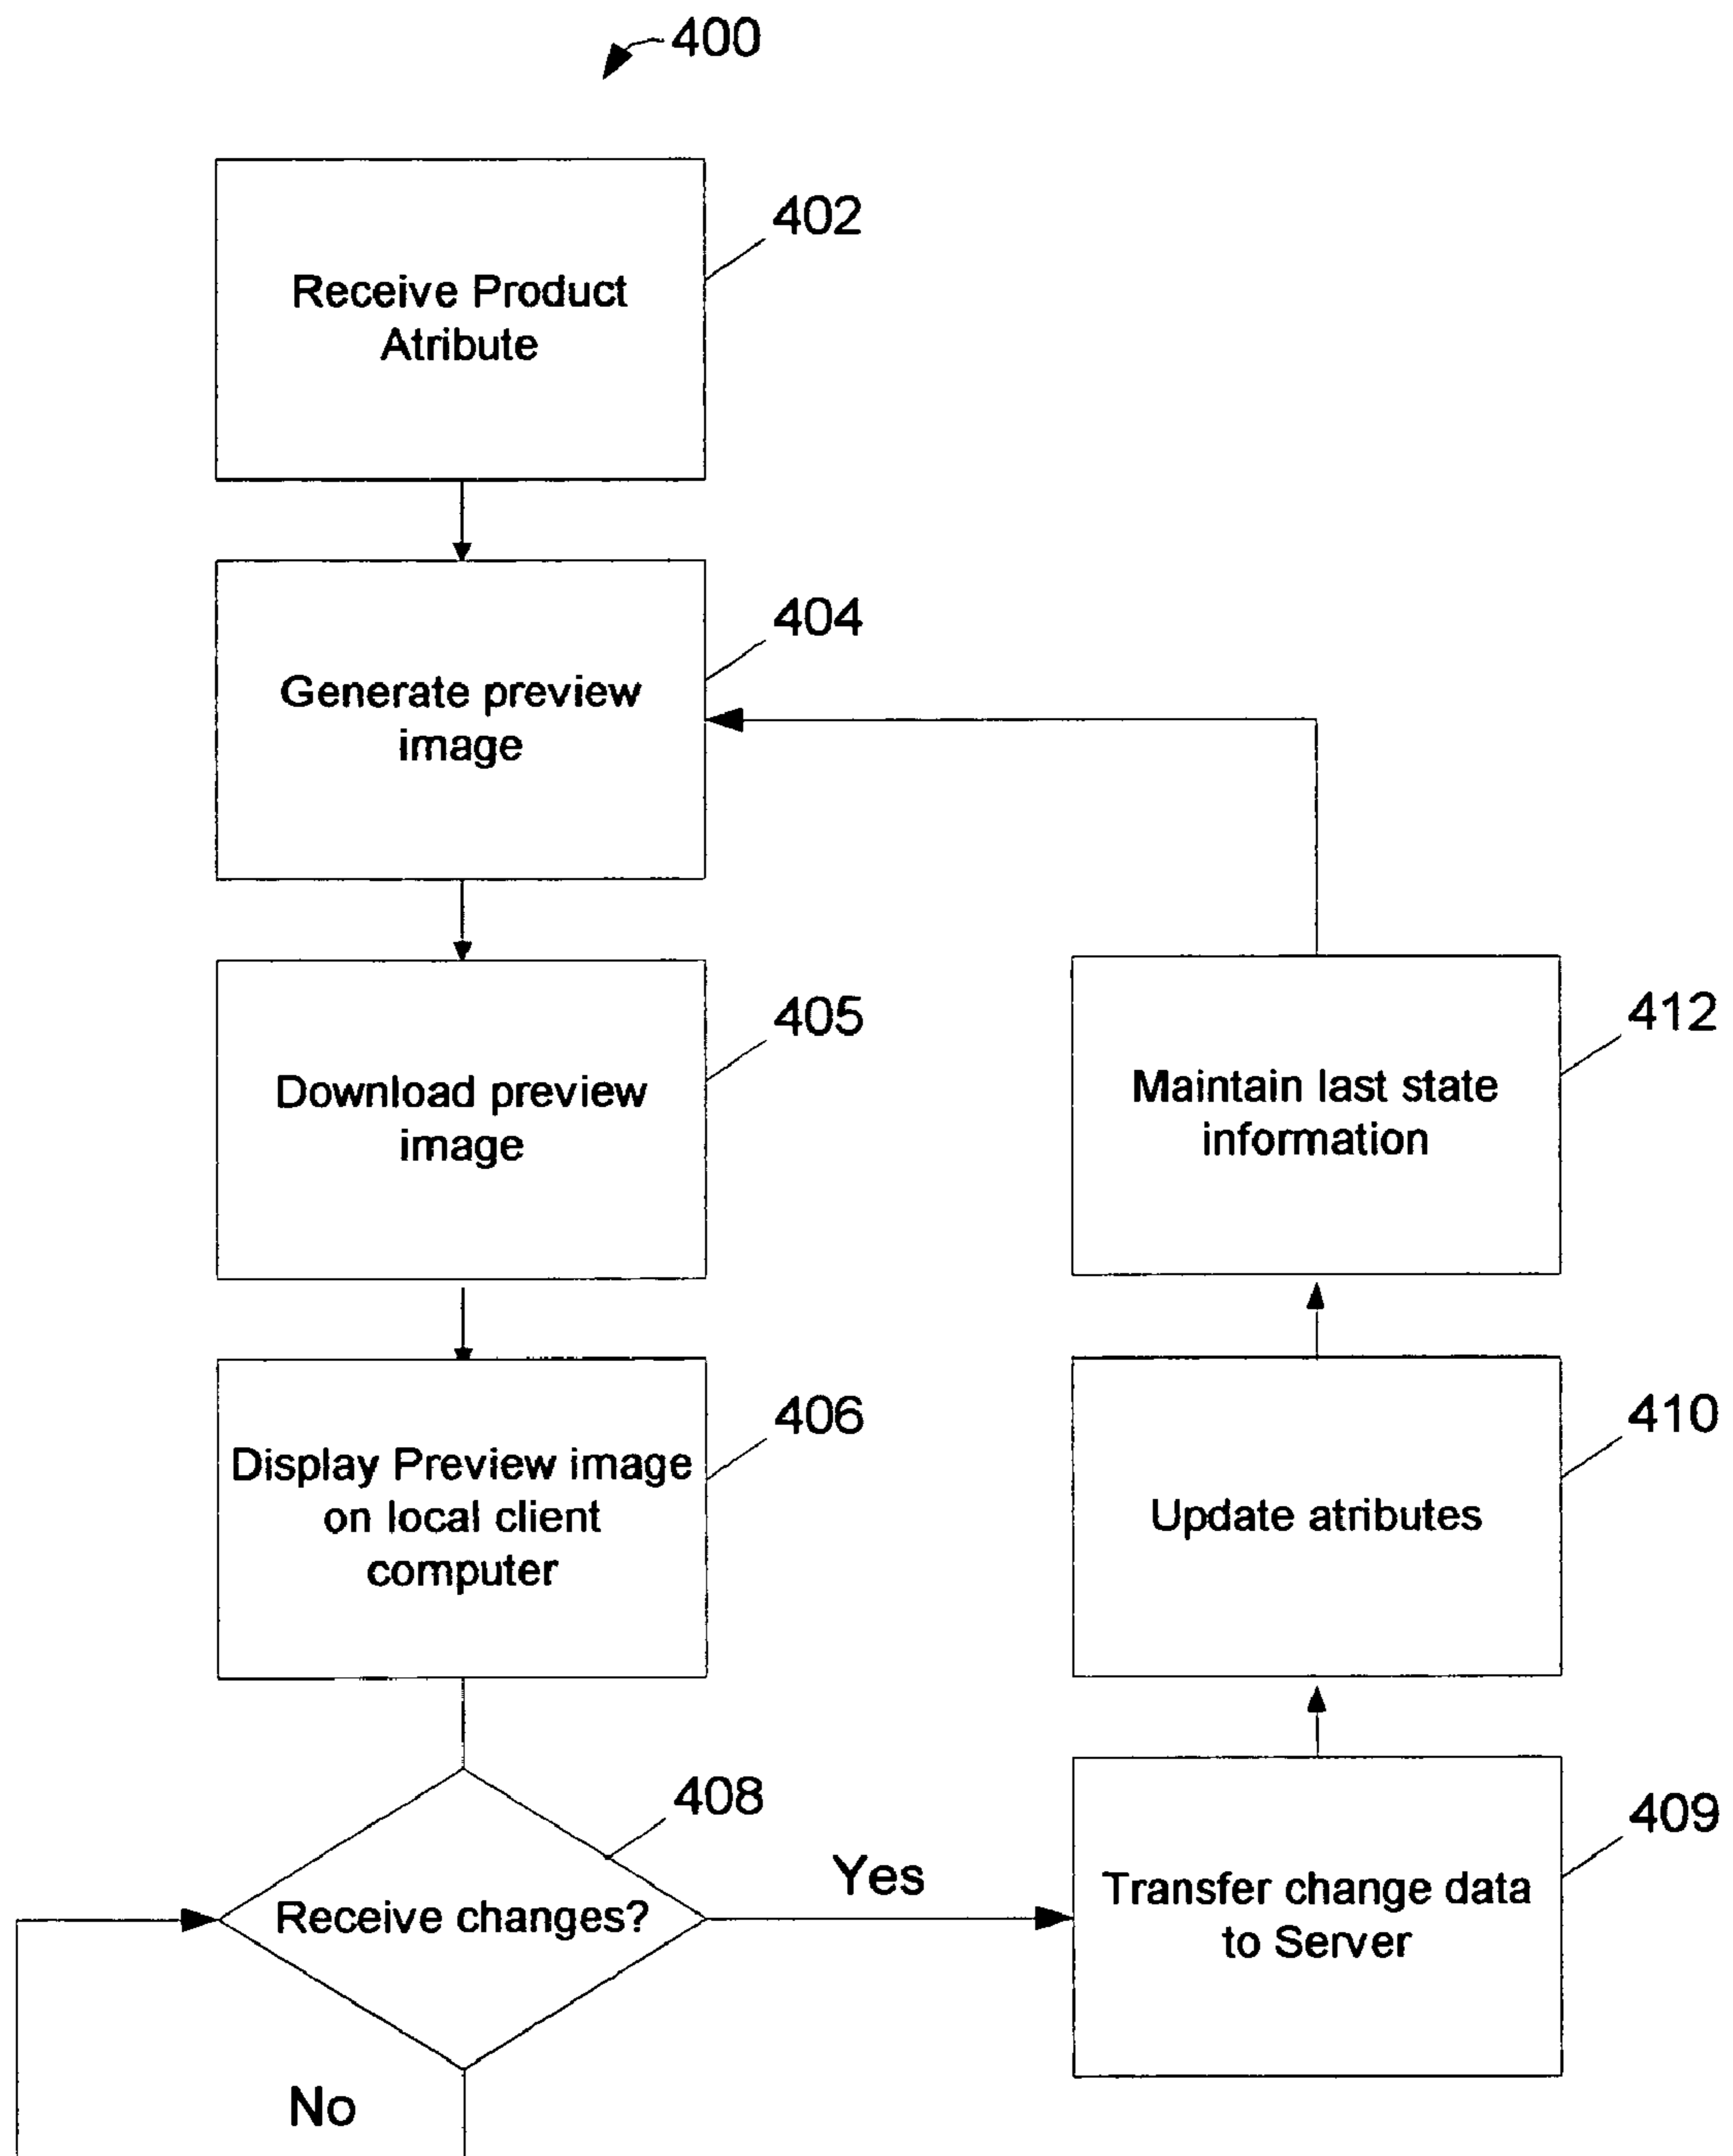 400
402
Receive Product
Atribute
404
Generate preview
image
405
Download preview
image
412
Maintain last state
information
406
Display Preview image
on local client
computer
410
Update atributes
408
Receive changes?
Yes
409
Transfer change data
to Server
No